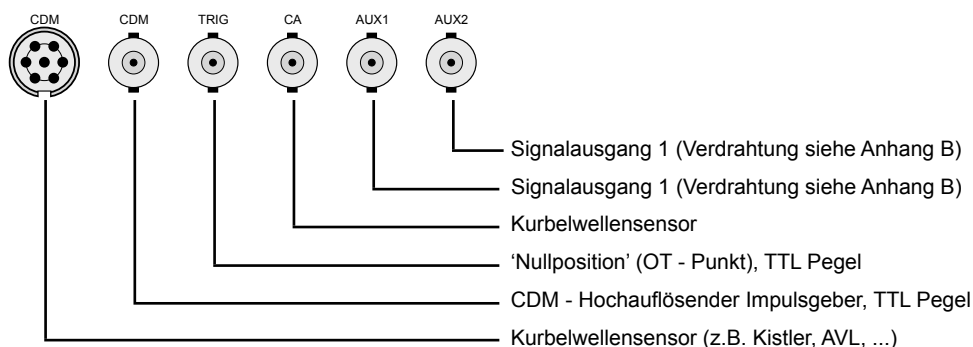 CDM CDM TRIG CA AUX1 AUX2
Signalausgang 1 (Verdrahtung siehe Anhang B)
Signalausgang 1 (Verdrahtung siehe Anhang B)
Kurbelwellensensor
‘Nullposition’ (OT - Punkt), TTL Pegel
CDM - Hochauflösender Impulsgeber, TTL Pegel
Kurbelwellensensor (z.B. Kistler, AVL, ...)